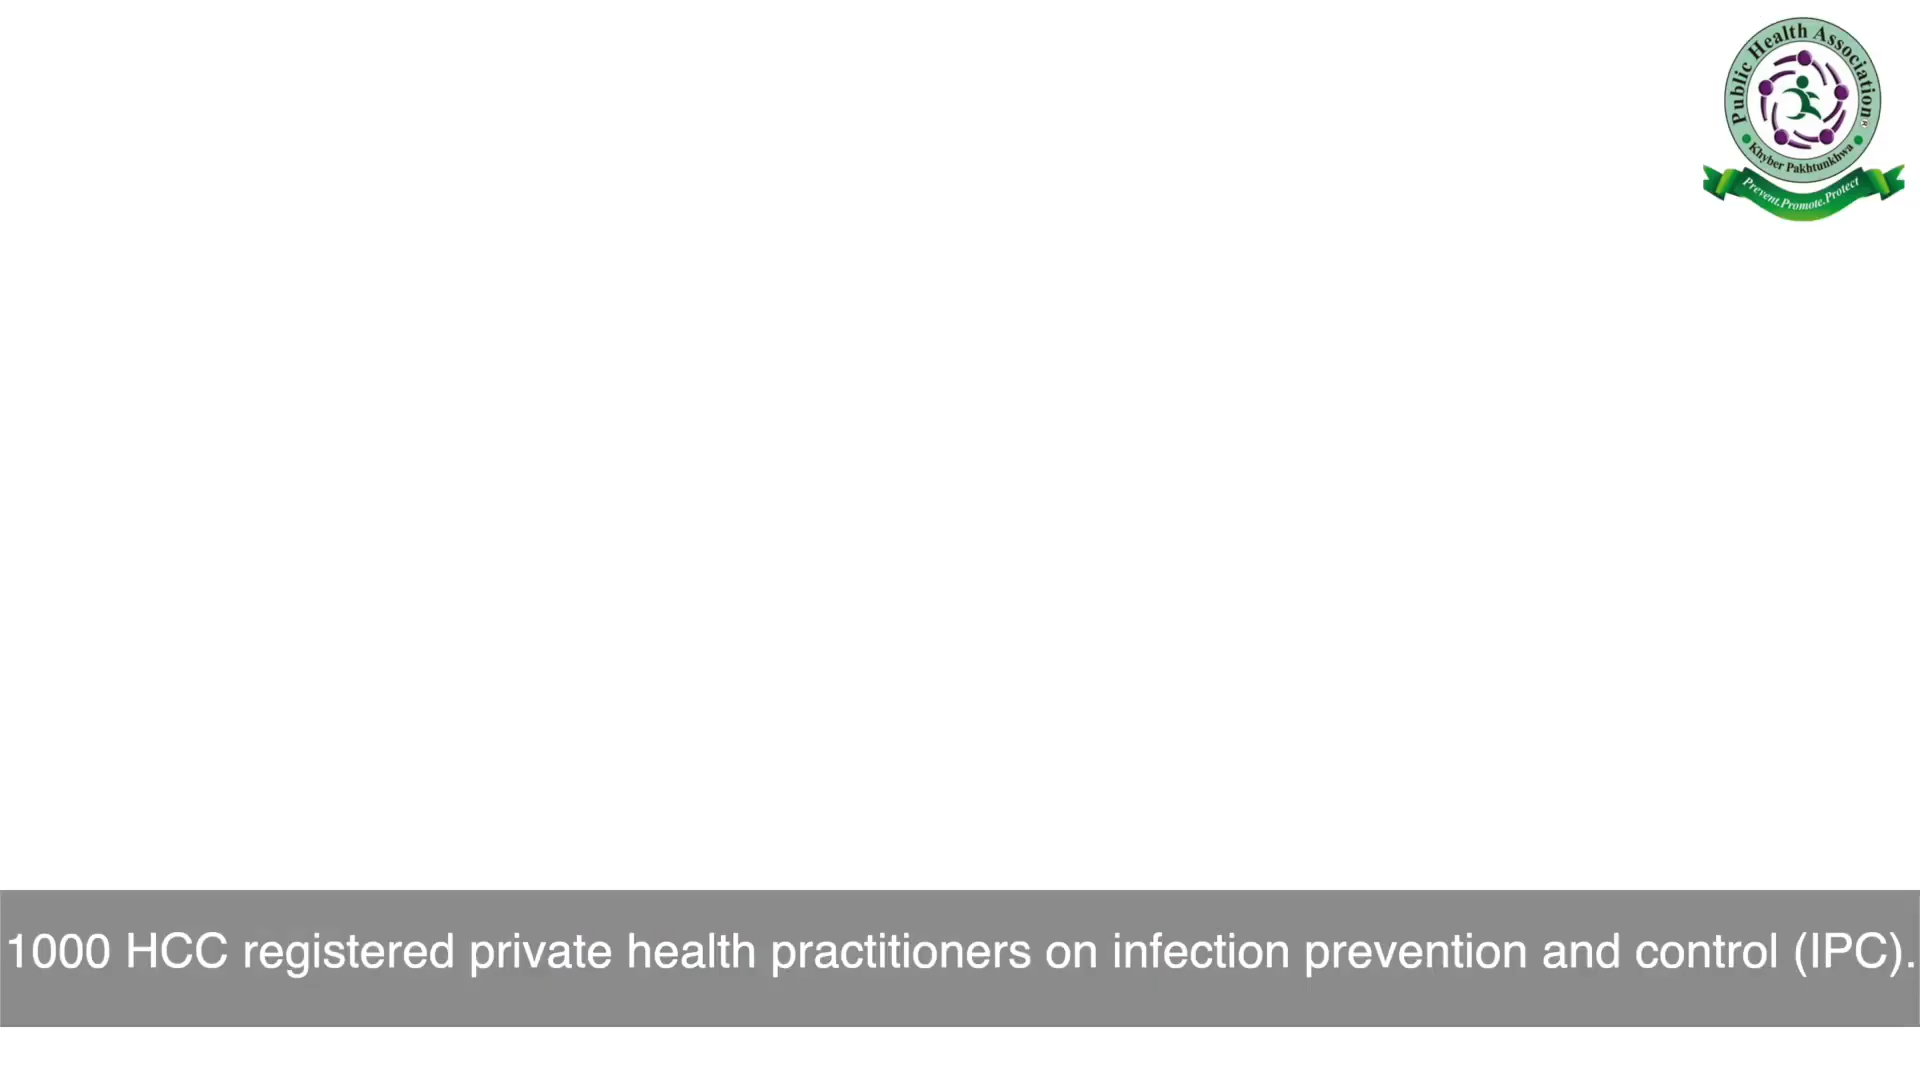 Public Health Association
Khyber Pakhtunkhwa
Prevent.Promote.Protect
1000 HCC registered private health practitioners on infection prevention and control (IPC).